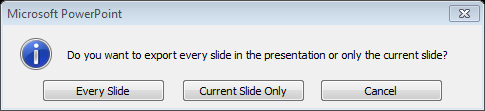 Microsoft PowerPoint
Do you want to export every slide in the presentation or only the current slide?
Every Slide
Current Slide Only
Cancel